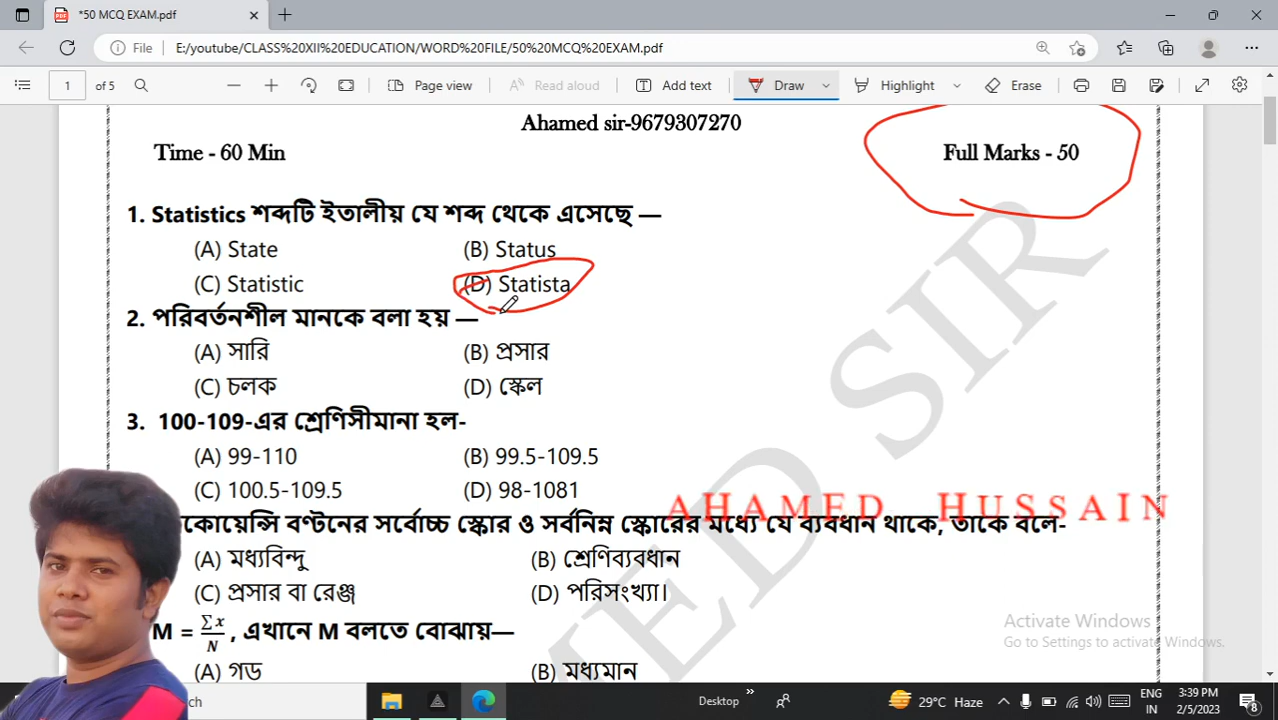 *50 MCQ EXAM.pdf
File E:/youtube/CLASS%20XII%20EDUCATION/WORD%20FILE/50%20MCQ%20EXAM.pdf
1 of 5 Page view Read aloud Add text Draw Highlight Erase
Ahamed sir-9679307270
Time - 60 Min Full Marks - 50
1. Statistics শব্দটি ইতালীয় যে শব্দ থেকে এসেছে —
(A) State (B) Status
(C) Statistic (D) Statista
2. পরিবর্তনশীল মানকে বলা হয় —
(A) সারি (B) প্রসার
(C) চলক (D) স্কেল
3. 100-109-এর শ্রেণিসীমানা হল-
(A) 99-110 (B) 99.5-109.5
(C) 100.5-109.5 (D) 98-1081
AHAMED HUSSAIN
কোয়েন্সি বণ্টনের সর্বোচ্চ স্কোর ও সর্বনিম্ন স্কোরের মধ্যে যে ব্যবধান থাকে, তাকে বলে-
(A) মধ্যবিন্দু (B) শ্রেণিব্যবধান
(C) প্রসার বা রেঞ্জ (D) পরিসংখ্যা।
M = ∑x/N , এখানে M বলতে বোঝায়—
(A) গড় (B) মধ্যমান
MED SIR
Activate Windows
Go to Settings to activate Windows.
rch Desktop 29°C Haze ENG IN 3:39 PM 2/5/2023 8